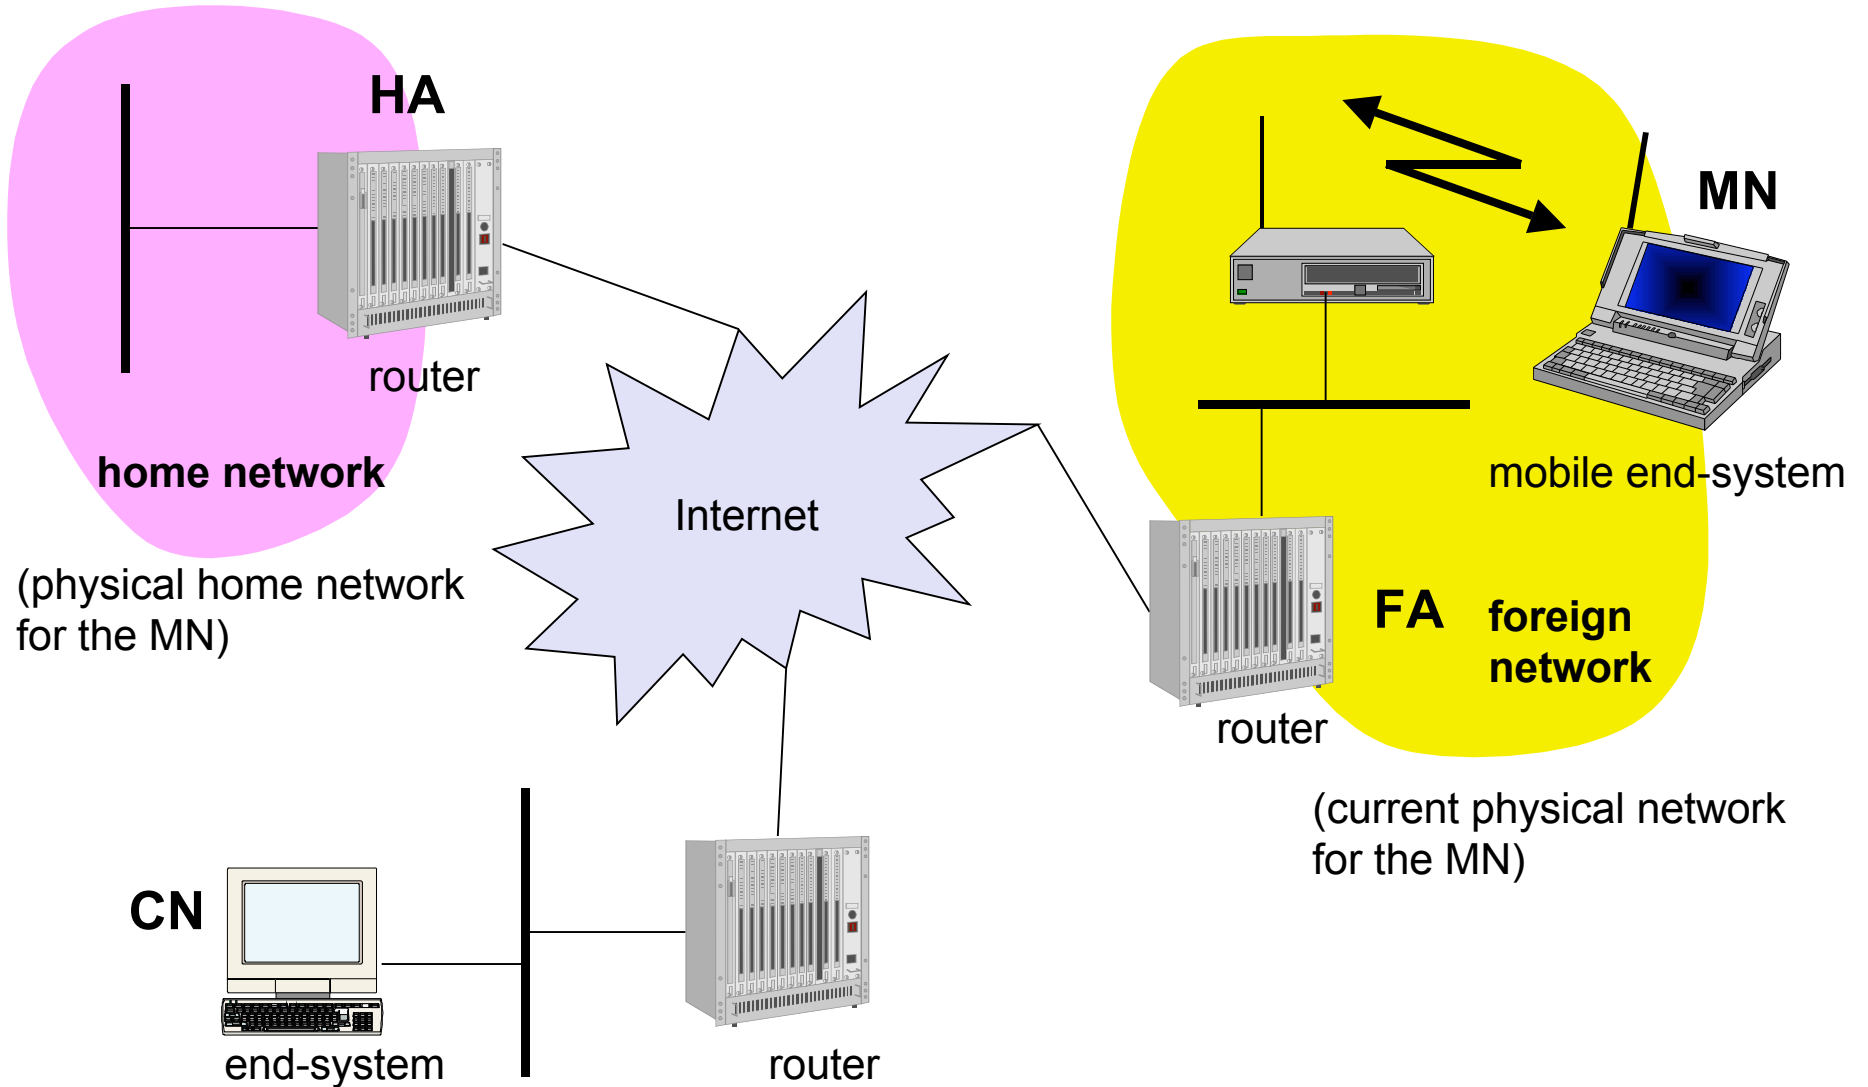 HA
router
home network
(physical home network
for the MN)
Internet
MN
mobile end-system
FA
foreign
network
router
(current physical network
for the MN)
CN
end-system
router